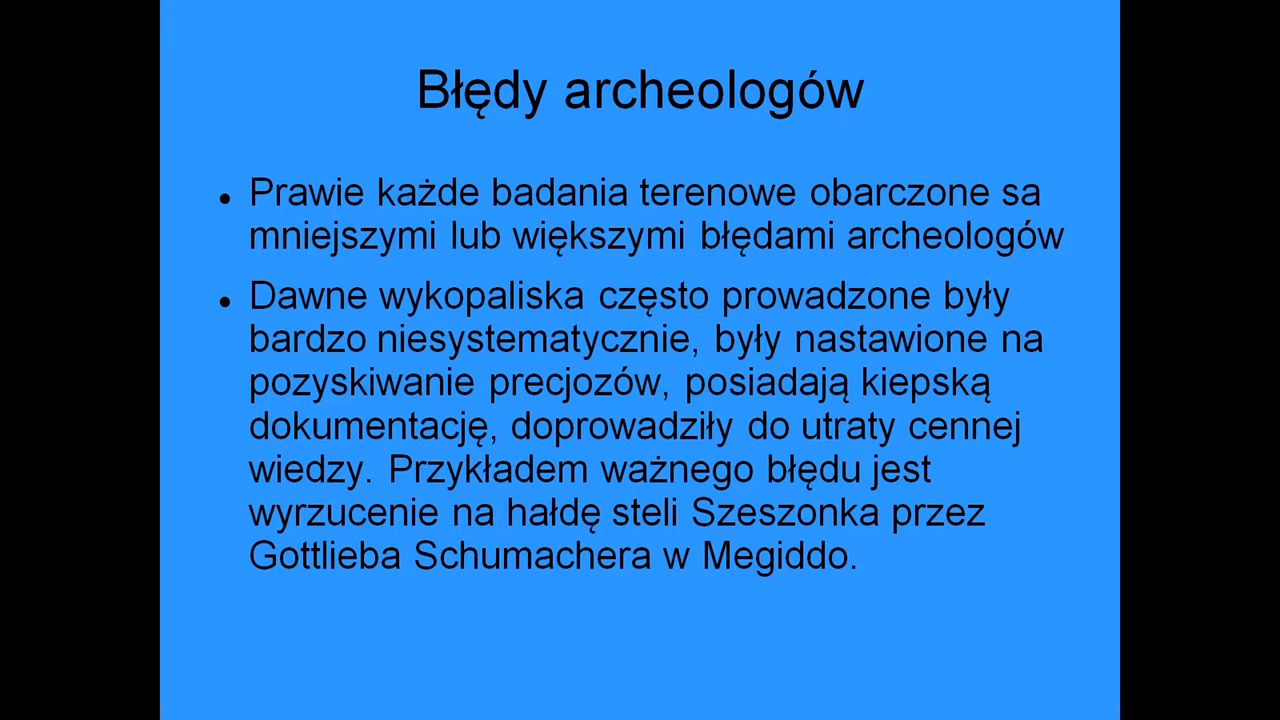 Błędy archeologów
Prawie każde badania terenowe obarczone sa
mniejszymi lub większymi błędami archeologów
Dawne wykopaliska często prowadzone były
bardzo niesystematycznie, były nastawione na
pozyskiwanie precjozów, posiadają kiepską
dokumentację, doprowadziły do utraty cennej
wiedzy. Przykładem ważnego błędu jest
wyrzucenie na hałdę steli Szeszonka przez
Gottlieba Schumachera w Megiddo.